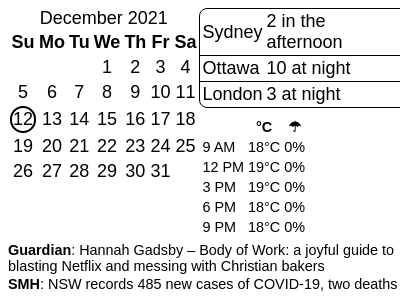 December 2021
Su Mo Tu We Th Fr Sa
1 2 3 4
5 6 7 8 9 10 11
12 13 14 15 16 17 18
19 20 21 22 23 24 25
26 27 28 29 30 31
Sydney 2 in the afternoon
Ottawa 10 at night
London 3 at night
°C ☂
9 AM 18°C 0%
12 PM 19°C 0%
3 PM 19°C 0%
6 PM 18°C 0%
9 PM 18°C 0%
Guardian: Hannah Gadsby – Body of Work: a joyful guide to
blasting Netflix and messing with Christian bakers
SMH: NSW records 485 new cases of COVID-19, two deaths